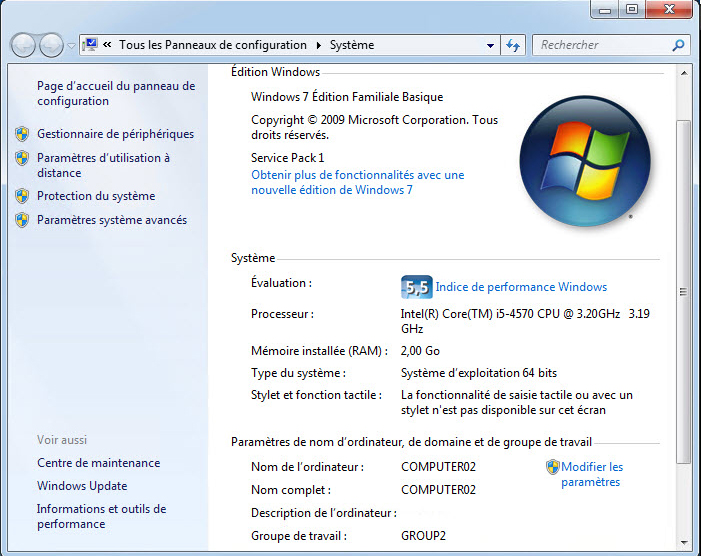 « Tous les Panneaux de configuration ▸ Système
Rechercher
Page d'accueil du panneau de
configuration
Gestionnaire de périphériques
Paramètres d'utilisation à
distance
Protection du système
Paramètres système avancés
Voir aussi
Centre de maintenance
Windows Update
Informations et outils de
performance
Édition Windows
Windows 7 Édition Familiale Basique
Copyright © 2009 Microsoft Corporation. Tous
droits réservés.
Service Pack 1
Obtenir plus de fonctionnalités avec une
nouvelle édition de Windows 7
Système
Évaluation :
5,5 Indice de performance Windows
Processeur :
Intel(R) Core(TM) i5-4570 CPU @ 3.20GHz 3.19
GHz
Mémoire installée (RAM) :
2,00 Go
Type du système :
Système d'exploitation 64 bits
Stylet et fonction tactile :
La fonctionnalité de saisie tactile ou avec un
stylet n'est pas disponible sur cet écran
Paramètres de nom d'ordinateur, de domaine et de groupe de travail
Nom de l'ordinateur :
COMPUTER02
Modifier les
paramètres
Nom complet :
COMPUTER02
Description de l'ordinateur :
Groupe de travail :
GROUP2